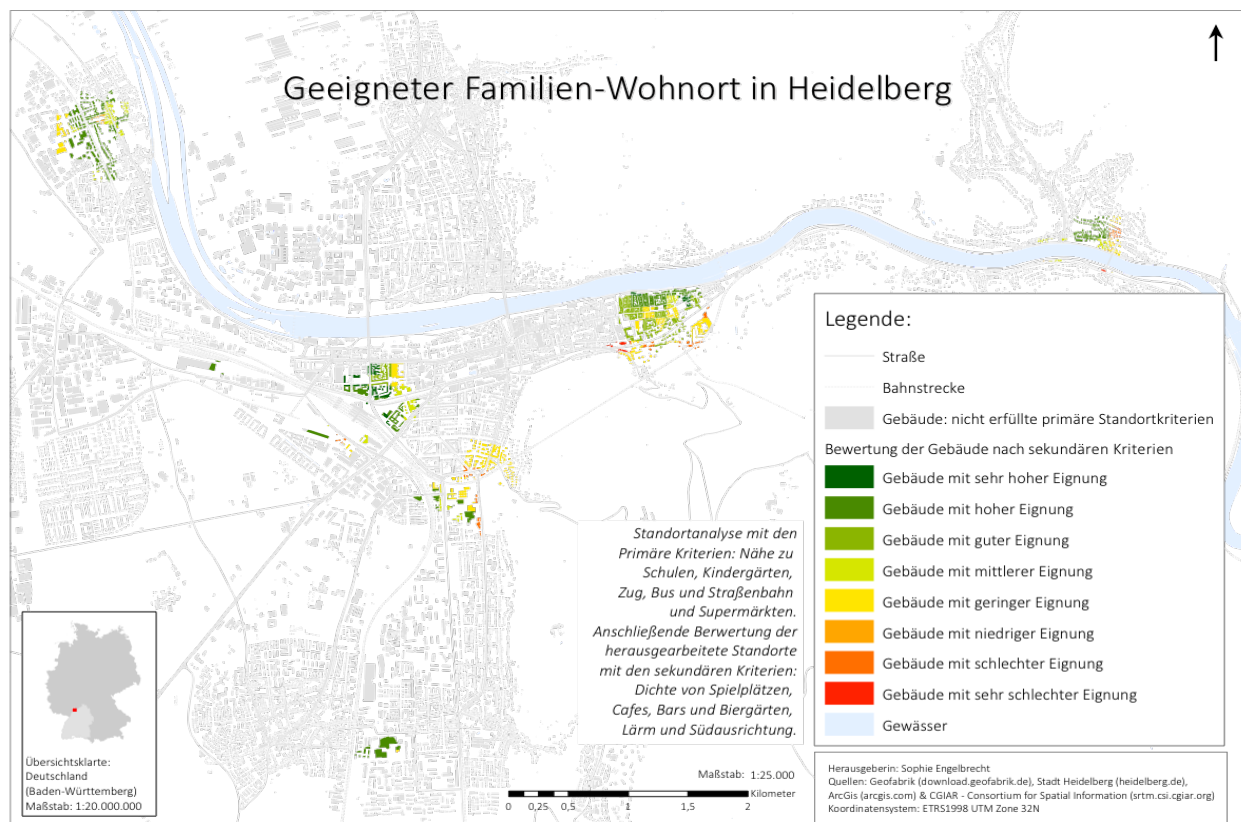 Geeigneter Familien-Wohnort in Heidelberg
Legende:
Straße
Bahnstrecke
Gebäude: nicht erfüllte primäre Standortkriterien
Bewertung der Gebäude nach sekundären Kriterien
Gebäude mit sehr hoher Eignung
Gebäude mit hoher Eignung
Gebäude mit guter Eignung
Gebäude mit mittlerer Eignung
Gebäude mit geringer Eignung
Gebäude mit niedriger Eignung
Gebäude mit schlechter Eignung
Gebäude mit sehr schlechter Eignung
Gewässer
Standortanalyse mit den
Primäre Kriterien: Nähe zu
Schulen, Kindergärten,
Zug, Bus und Straßenbahn
und Supermärkten.
Anschließende Berwertung der
herausgearbeitete Standorte
mit den sekundären Kriterien:
Dichte von Spielplätzen,
Cafes, Bars und Biergärten,
Lärm und Südausrichtung.
Übersichtskarte:
Deutschland
(Baden-Württemberg)
Maßstab: 1:20.000.000
Maßstab: 1:25.000
Kilometer
0 0,25 0,5 1 1,5 2
Herausgeberin: Sophie Engelbrecht
Quellen: Geofabrik (download.geofabrik.de), Stadt Heidelberg (heidelberg.de),
ArcGis (arcgis.com) & CGIAR - Consortium for Spatial Information (srtm.csi.cgiar.org)
Koordinatensystem: ETRS1998 UTM Zone 32N